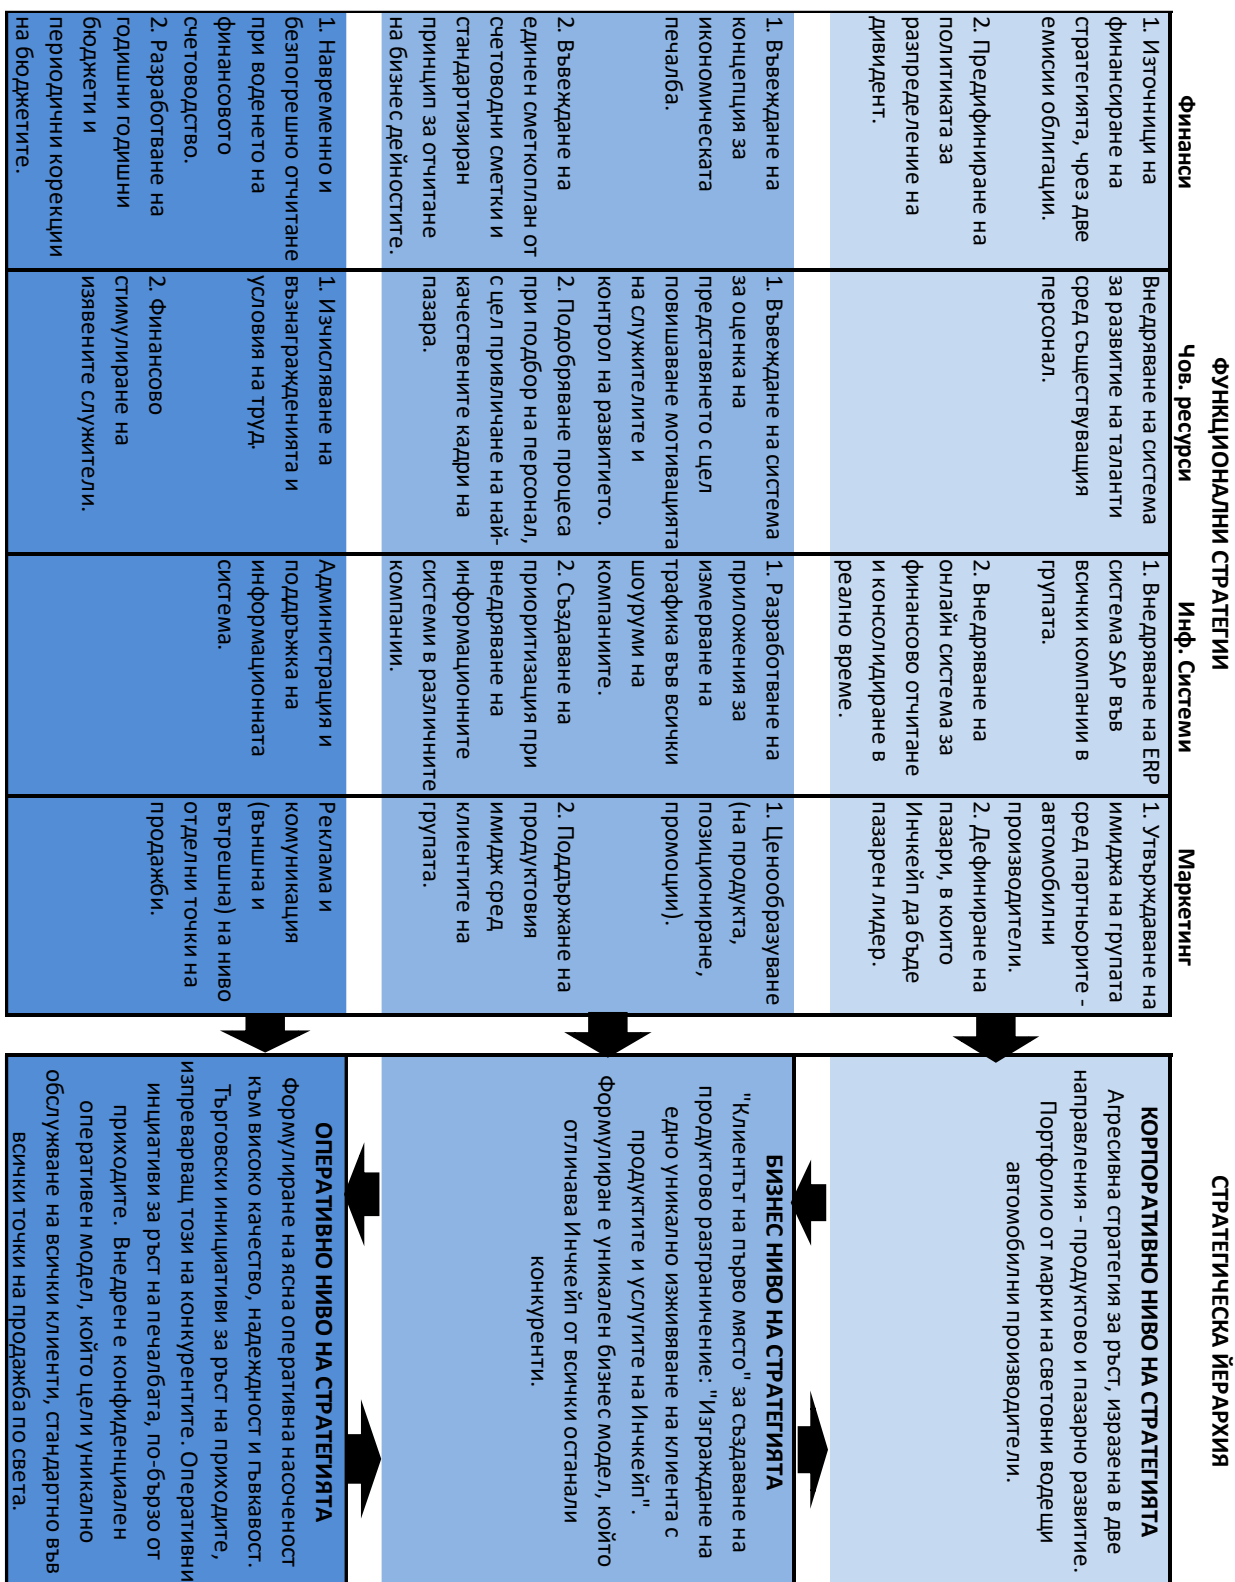 ФУНКЦИОНАЛНИ СТРАТЕГИИ
СТРАТЕГИЧЕСКА ЙЕРАРХИЯ
Финанси
Чов. ресурси
Инф. Системи
Маркетинг
1. Източници на
финансиране на
стратегията, чрез две
емисии облигации.
2. Предифиниране на
политиката за
разпределение на
дивидент.
Внедряване на система
за развитие на таланти
сред съществуващия
персонал.
1. Внедряване на ERP
система SAP във
всички компании в
групата.
2. Внедряване на
онлайн система за
финансово отчитане
и консолидиране в
реално време.
1. Утвърждаване на
имиджа на групата
сред партньорите -
автомобилни
производители.
2. Дефиниране на
пазари, в които
Инчкейп да бъде
пазарен лидер.
КОРПОРАТИВНО НИВО НА СТРАТЕГИЯТА
Агресивна стратегия за ръст, изразена в две
направления - продуктово и пазарно развитие.
Портфолио от марки на световни водещи
автомобилни производители.
1. Въвеждане на
концепция за
икономическата
печалба.
2. Въвеждане на
единен сметкоплан от
счетоводни сметки и
стандартизиран
принцип за отчитане
на бизнес дейностите.
1. Въвеждане на система
за оценка на
представянето с цел
повишаване мотивацията
на служителите и
контрол на развитието.
2. Подобряване процеса
при подбор на персонал,
с цел привличане на най-
качествените кадри на
пазара.
1. Разработване на
приложения за
измерване на
трафика във всички
шоуруми на
компаниите.
2. Създаване на
приоритизация при
внедряване на
информационните
системи в различните
компании.
1. Ценообразуване
(на продукта,
позициониране,
промоции).
2. Поддържане на
продуктовия
имидж сред
клиентите на
групата.
БИЗНЕС НИВО НА СТРАТЕГИЯТА
"Клиентът на първо място" за създаване на
продуктово разграничение: "Изграждане на
едно уникално изживяване на клиента с
продуктите и услугите на Инчкейп".
Формулиран е уникален бизнес модел, който
отличава Инчкейп от всички останали
конкуренти.
1. Навременно и
безпогрешно отчитане
при воденето на
финансовото
счетоводство.
2. Разработване на
годишни годишни
бюджети и
периодични корекции
на бюджетите.
1. Изчисляване на
възнагражденията и
условия на труд.
2. Финансово
стимулиране на
изявените служители.
Администрация и
поддръжка на
информационната
система.
Реклама и
комуникация
(външна и
вътрешна) на ниво
отделни точки на
продажби.
ОПЕРАТИВНО НИВО НА СТРАТЕГИЯТА
Формулиране на ясна оперативна насоченост
към високо качество, надеждност и гъвкавост.
Търговски инициативи за ръст на приходите,
изпреварващ този на конкурентите. Оперативни
инциативи за ръст на печалбата, по-бързо от
приходите. Внедрен е конфиденциален
оперативен модел, който цели уникално
обслужване на всички клиенти, стандартно във
всички точки на продажба по света.